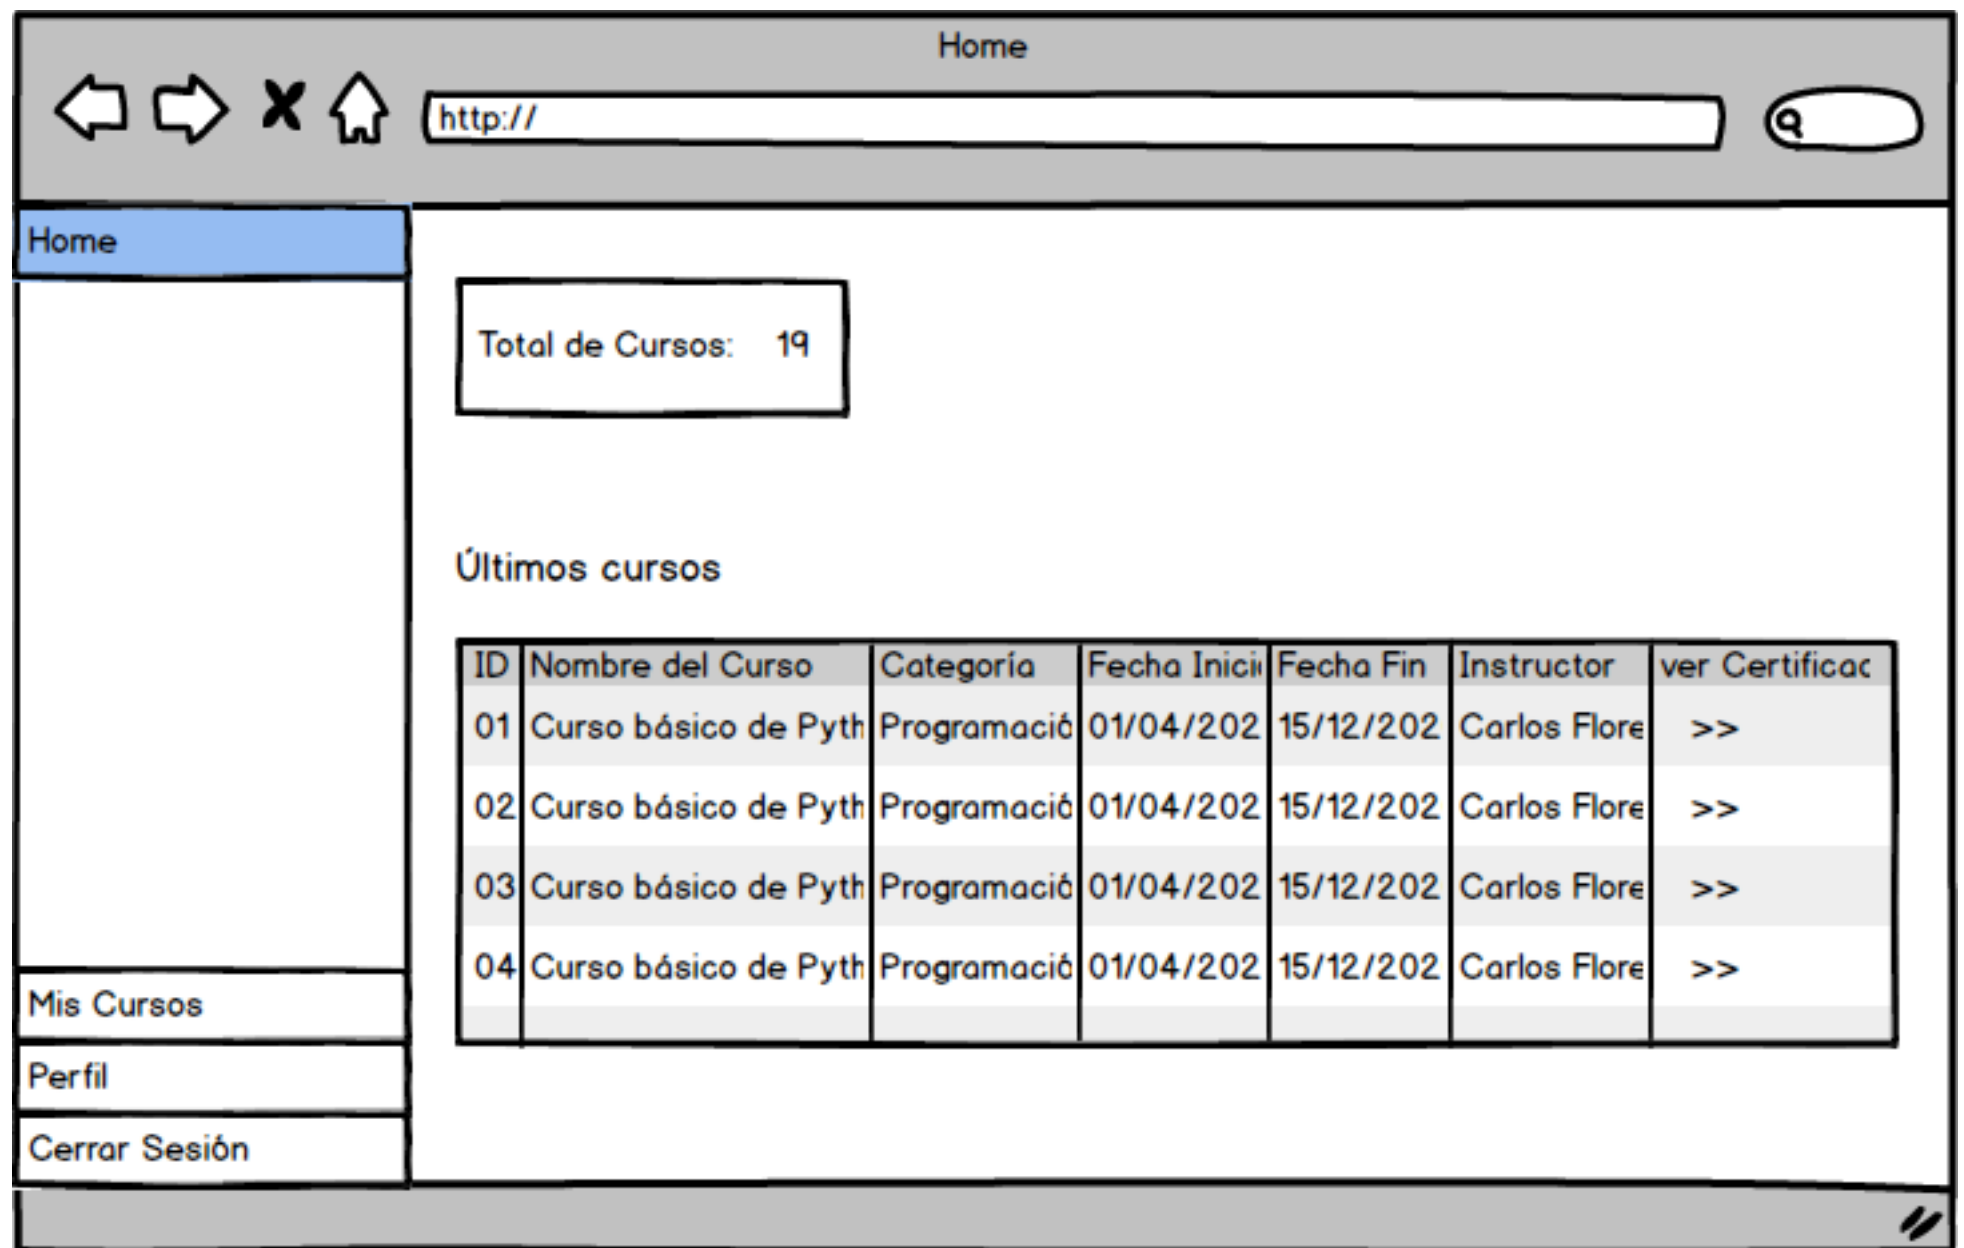 Home
http://
Home
Total de Cursos: 19
Últimos cursos
ID Nombre del Curso Categoría Fecha Inici Fecha Fin Instructor ver Certificac
01 Curso básico de Pyth Programació 01/04/202 15/12/202 Carlos Flore >>
02 Curso básico de Pyth Programació 01/04/202 15/12/202 Carlos Flore >>
03 Curso básico de Pyth Programació 01/04/202 15/12/202 Carlos Flore >>
04 Curso básico de Pyth Programació 01/04/202 15/12/202 Carlos Flore >>
Mis Cursos
Perfil
Cerrar Sesión